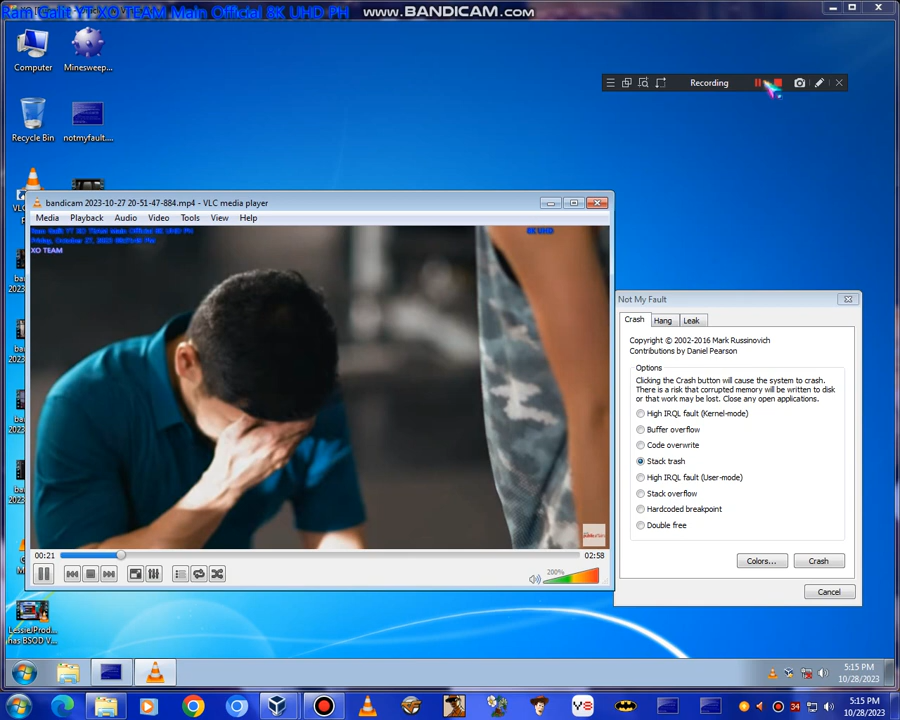 Ram Galit YT XO TEAM Main Official 8K UHD PH
WWW.BANDICAM.COM
Computer
Minesweep...
Recording
Recycle Bin
notmyfault....
bandicam 2023-10-27 20-51-47-884.mp4 - VLC media player
Media Playback Audio Video Tools View Help
8K UHD
XO TEAM
Not My Fault
Crash Hang Leak
Copyright © 2002-2016 Mark Russinovich
Contributions by Daniel Pearson
Options
Clicking the Crash button will cause the system to crash.
There is a risk that corrupted memory will be written to disk
or that work may be lost. Close any open applications.
High IRQL fault (Kernel-mode)
Buffer overflow
Code overwrite
Stack trash
High IRQL fault (User-mode)
Stack overflow
Hardcoded breakpoint
Double free
00:21
02:58
200%
Colors...
Crash
Cancel
Lessie/Prod...
nas BSOD V...
5:15 PM
10/28/2023
Y8
34
5:15 PM
10/28/2023